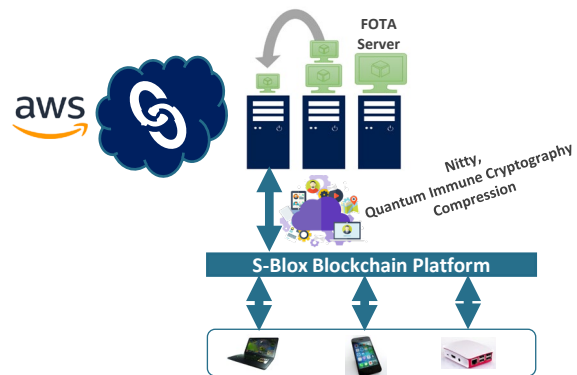 FOTA
Server
aws
Nitty,
Quantum Immune Cryptography
Compression
S-Blox Blockchain Platform